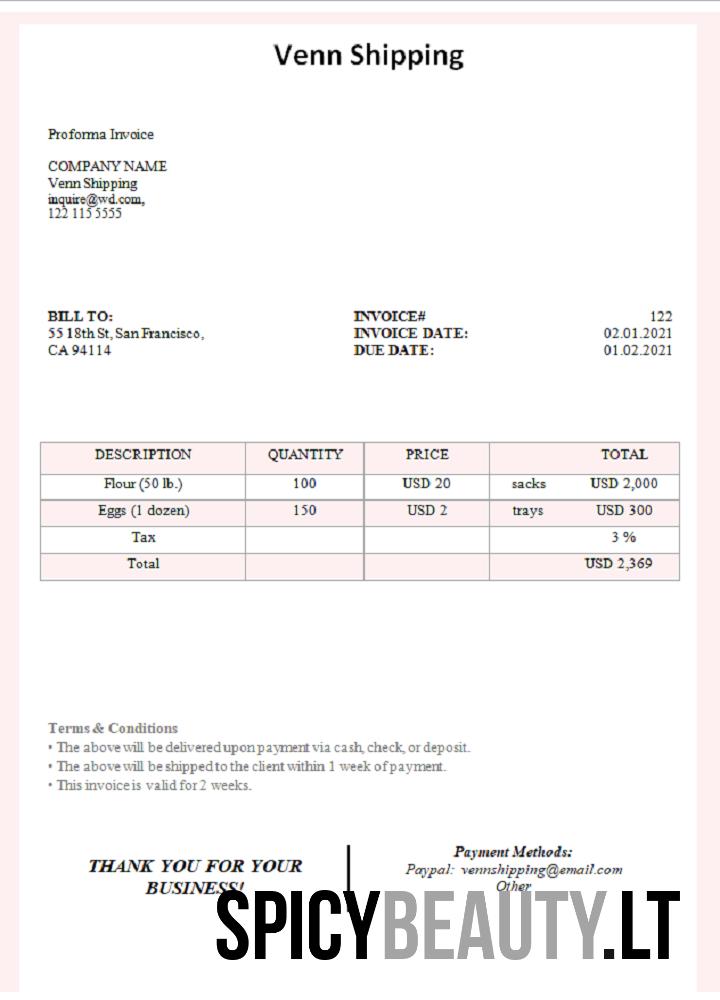 Venn Shipping
Proforma Invoice
COMPANY NAME
Venn Shipping
inquire@wd.com,
122 115 5555
BILL TO:
55 18th St, San Francisco,
CA 94114
INVOICE# 122
INVOICE DATE: 02.01.2021
DUE DATE: 01.02.2021
DESCRIPTION QUANTITY PRICE TOTAL
Flour (50 lb.) 100 USD 20 sacks USD 2,000
Eggs (1 dozen) 150 USD 2 trays USD 300
Tax 3 %
Total USD 2,369
Terms & Conditions
• The above will be delivered upon payment via cash, check, or deposit.
• The above will be shipped to the client within 1 week of payment.
• This invoice is valid for 2 weeks.
THANK YOU FOR YOUR
BUSINESS!
Payment Methods:
Paypal: vennshipping@email.com
Other
SPICYBEAUTY.LT